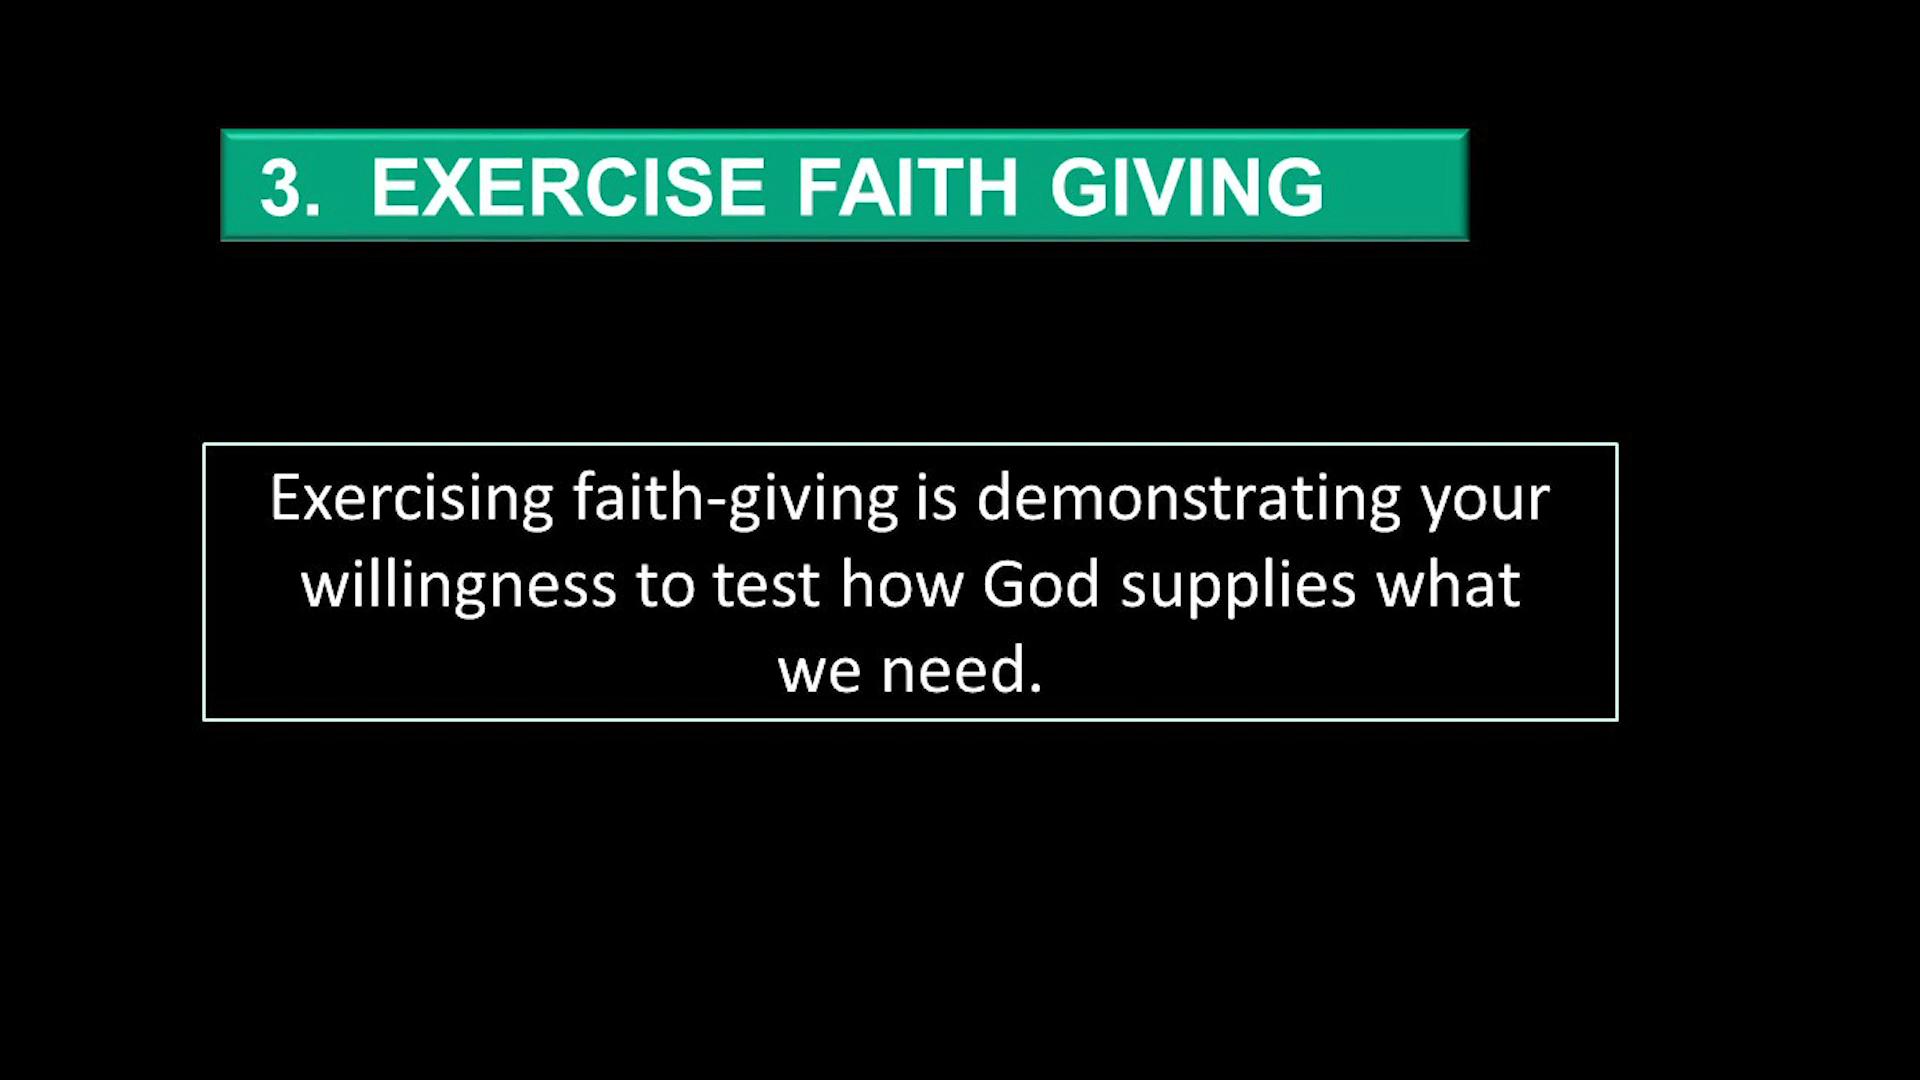 3. EXERCISE FAITH GIVING
Exercising faith-giving is demonstrating your
willingness to test how God supplies what
we need.